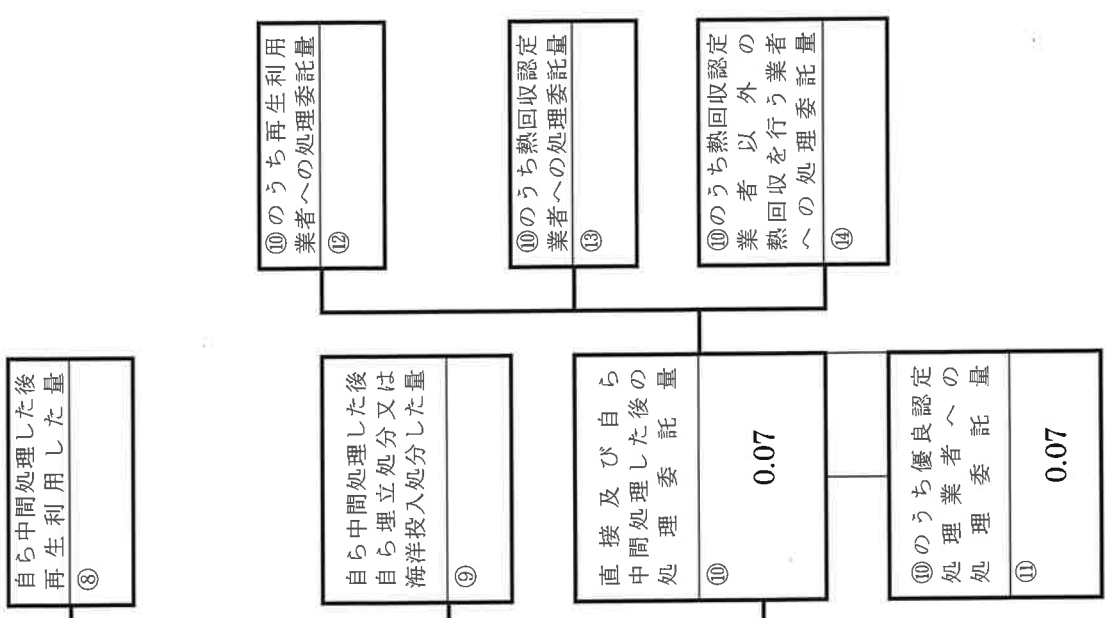 自ら中間処理した後
再生利用した量
⑧
自ら中間処理した後
自ら埋立処分又は
海洋投入処分した量
⑨
直接及び自ら
中間処理した後の
処理委託量
⑩
0.07
⑩のうち優良認定
処理業者への
処理委託量
⑪
0.07
⑩のうち再生利用
業者への処理委託量
⑫
⑩のうち熱回収認定
業者への処理委託量
⑬
⑩のうち熱回収認定
業者以外の
熱回収を行う業者
への処理委託量
⑭